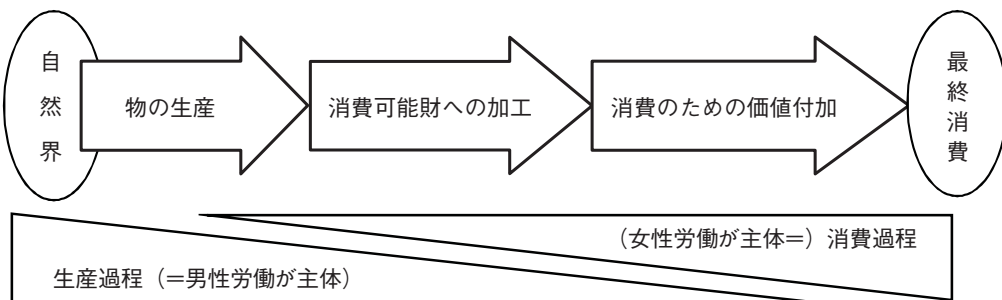 自然界
物の生産
消費可能財への加工
消費のための価値付加
最終消費
（女性労働が主体＝）消費過程
生産過程（＝男性労働が主体）